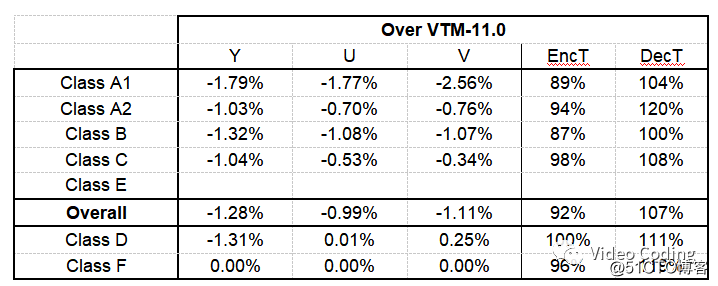 Over VTM-11.0
Y U V EncT DecT
Class A1 -1.79% -1.77% -2.56% 89% 104%
Class A2 -1.03% -0.70% -0.76% 94% 120%
Class B -1.32% -1.08% -1.07% 87% 100%
Class C -1.04% -0.53% -0.34% 98% 108%
Class E
Overall -1.28% -0.99% -1.11% 92% 107%
Class D -1.31% 0.01% 0.25% 100% 111%
Video Coding
Class F 0.00% 0.00% 0.00% 96%
@51CTO博客